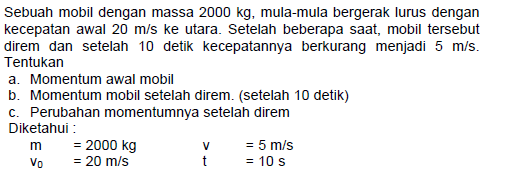 Sebuah mobil dengan massa 2000 kg, mula-mula bergerak lurus dengan
kecepatan awal 20 m/s ke utara. Setelah beberapa saat, mobil tersebut
direm dan setelah 10 detik kecepatannya berkurang menjadi 5 m/s.
Tentukan
a. Momentum awal mobil
b. Momentum mobil setelah direm. (setelah 10 detik)
c. Perubahan momentumnya setelah direm
Diketahui :
m = 2000 kg v = 5 m/s
v₀ = 20 m/s t = 10 s